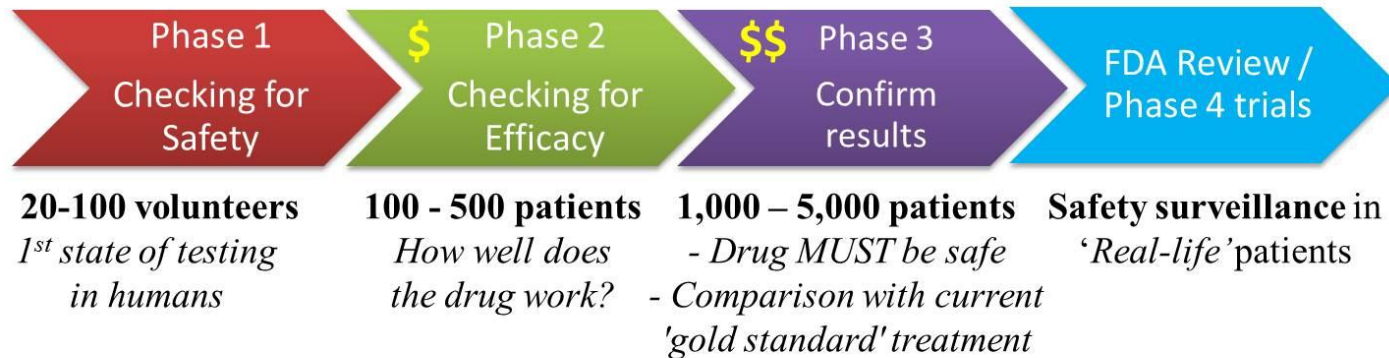 Phase 1
Checking for
Safety
$ Phase 2
Checking for
Efficacy
$$ Phase 3
Confirm
results
FDA Review /
Phase 4 trials
20-100 volunteers
1st state of testing
in humans
100 - 500 patients
How well does
the drug work?
1,000 – 5,000 patients
- Drug MUST be safe
- Comparison with current
'gold standard' treatment
Safety surveillance in
‘Real-life’ patients